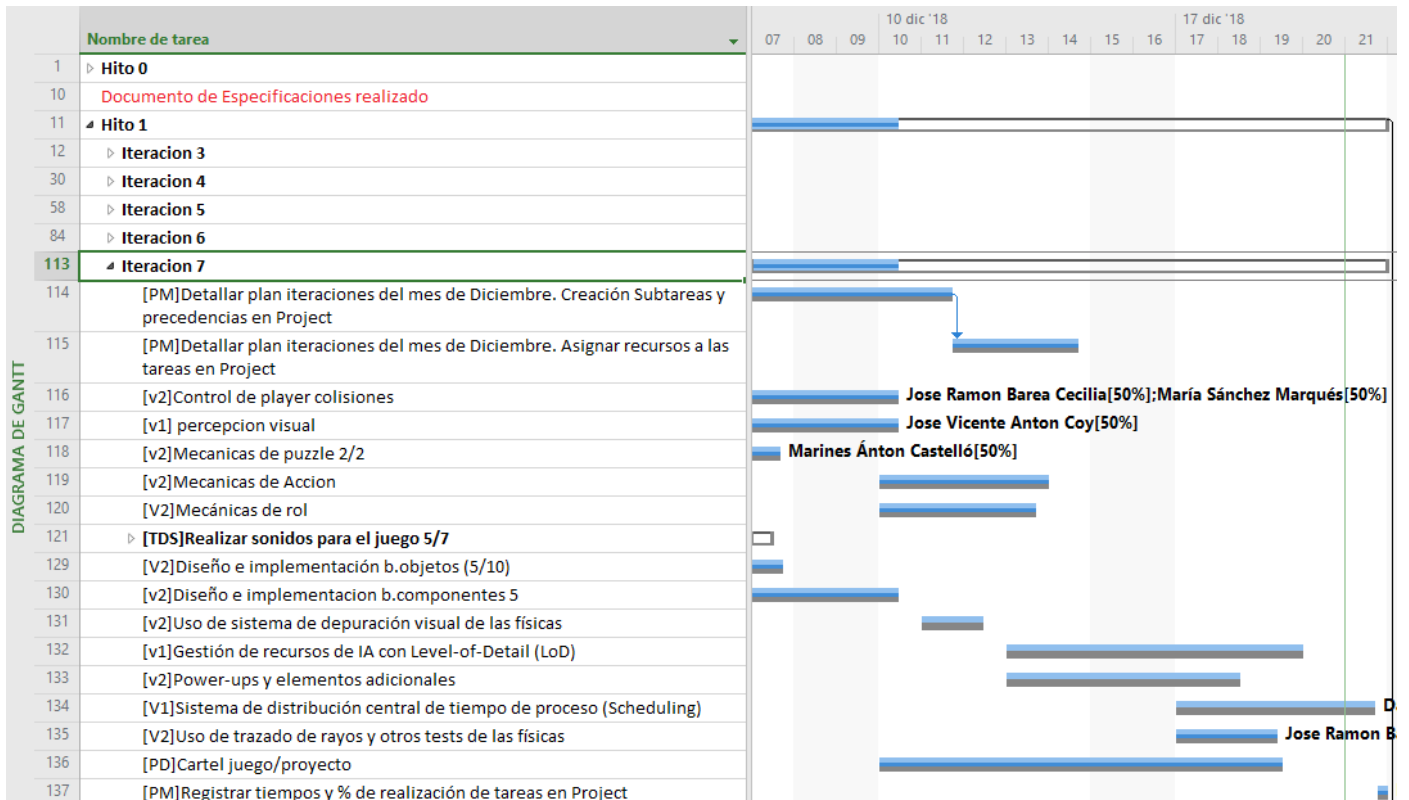 10 dic '18 17 dic '18
Nombre de tarea 07 08 09 10 11 12 13 14 15 16 17 18 19 20 21
1 Hito 0
10 Documento de Especificaciones realizado
11 Hito 1
12 Iteracion 3
30 Iteracion 4
58 Iteracion 5
84 Iteracion 6
113 Iteracion 7
114 [PM]Detallar plan iteraciones del mes de Diciembre. Creación Subtareas y
precedencias en Project
115 [PM]Detallar plan iteraciones del mes de Diciembre. Asignar recursos a las
tareas en Project
116 [v2]Control de player colisiones Jose Ramon Barea Cecilia[50%];María Sánchez Marqués[50%]
117 [v1] percepcion visual Jose Vicente Anton Coy[50%]
118 [v2]Mecanicas de puzzle 2/2 Marines Ánton Castelló[50%]
119 [v2]Mecanicas de Accion
120 [V2]Mecánicas de rol
121 [TDS]Realizar sonidos para el juego 5/7
129 [V2]Diseño e implementación b.objetos (5/10)
130 [v2]Diseño e implementacion b.componentes 5
131 [v2]Uso de sistema de depuración visual de las físicas
132 [v1]Gestión de recursos de IA con Level-of-Detail (LoD)
133 [v2]Power-ups y elementos adicionales
134 [V1]Sistema de distribución central de tiempo de proceso (Scheduling)
135 [V2]Uso de trazado de rayos y otros tests de las físicas Jose Ramon B
136 [PD]Cartel juego/proyecto
137 [PM]Registrar tiempos y % de realización de tareas en Project
DIAGRAMA DE GANTT